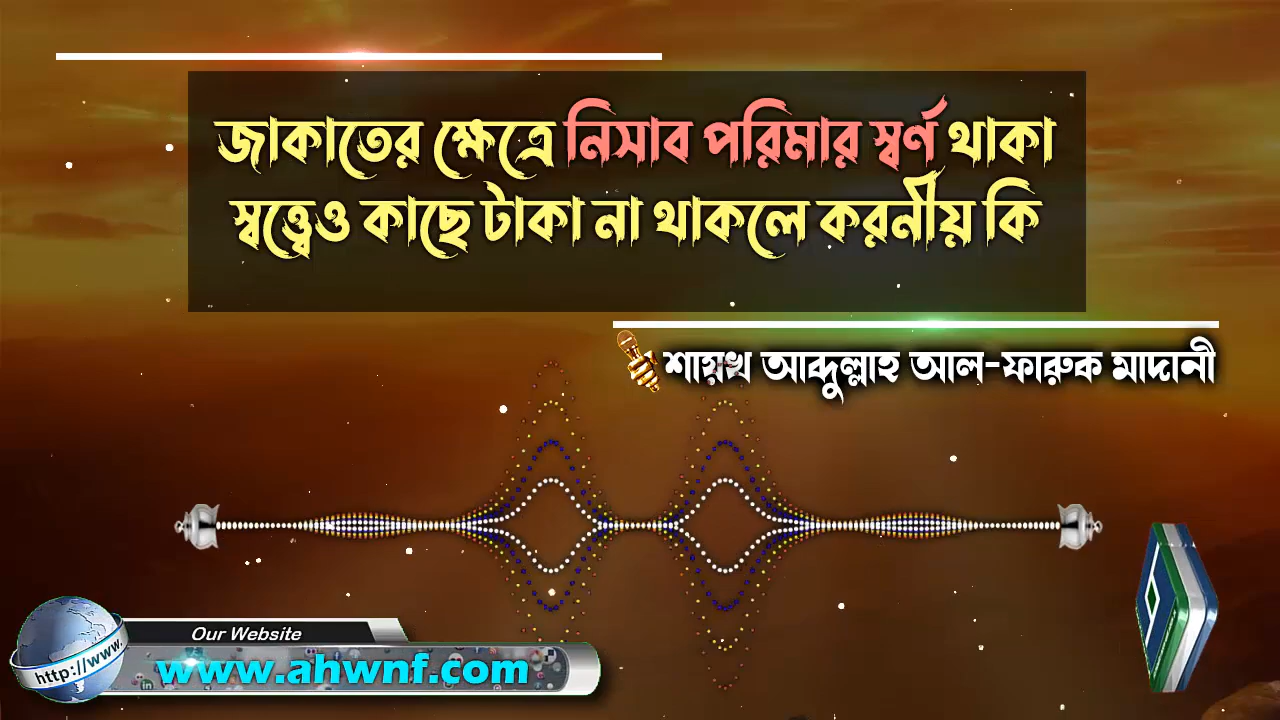 জাকাতের ক্ষেত্রে নিসাব পরিমার স্বর্ণ থাকা
স্বত্ত্বেও কাছে টাকা না থাকলে করনীয় কি
শায়খ আব্দুল্লাহ আল-ফারুক মাদানী
Our Website
http://www.
www.ahwnf.com